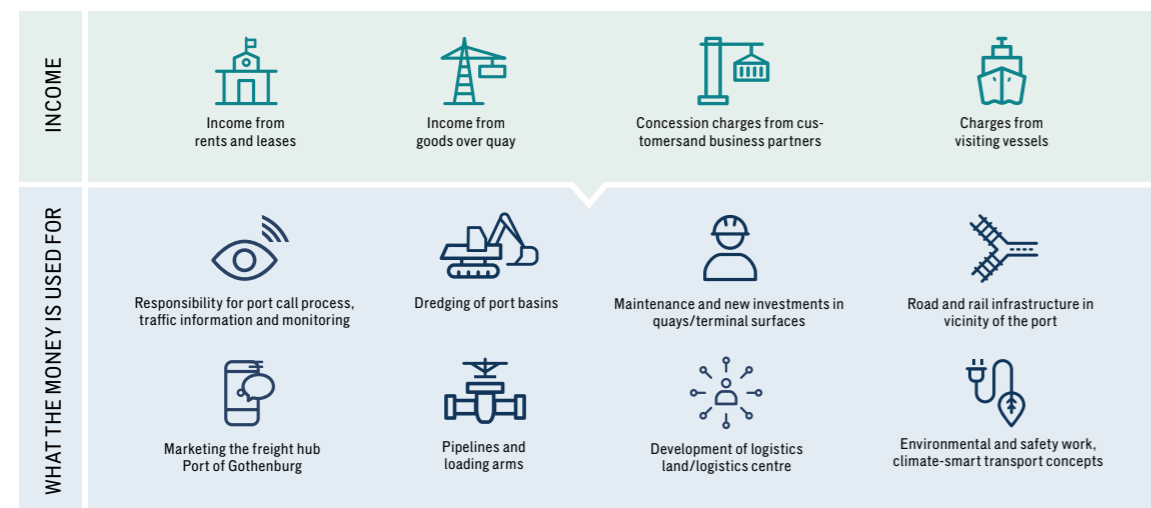 INCOME
Income from
rents and leases
Income from
goods over quay
Concession charges from cus-
tomersand business partners
Charges from
visiting vessels
WHAT THE MONEY IS USED FOR
Responsibility for port call process,
traffic information and monitoring
Dredging of port basins
Maintenance and new investments in
quays/terminal surfaces
Road and rail infrastructure in
vicinity of the port
Marketing the freight hub
Port of Gothenburg
Pipelines and
loading arms
Development of logistics
land/logistics centre
Environmental and safety work,
climate-smart transport concepts